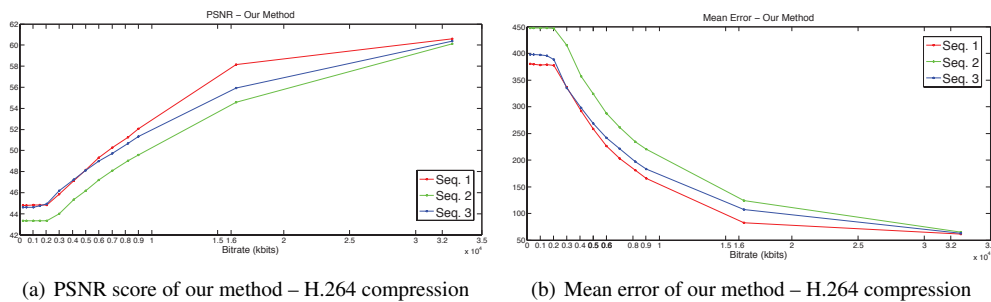 PSNR – Our Method
62
60
58
56
54
52
50
48
46
44
42
Seq. 1
Seq. 2
Seq. 3
0 0.1 0.2 0.3 0.4 0.5 0.6 0.7 0.8 0.9 1 1.5 1.6 2 2.5 3 3.5
Bitrate (kbits)
x 10⁴
(a) PSNR score of our method – H.264 compression
Mean Error – Our Method
450
400
350
300
250
200
150
100
50
Seq. 1
Seq. 2
Seq. 3
0 0.1 0.2 0.3 0.4 0.5 0.6 0.7 0.8 0.9 1 1.5 1.6 2 2.5 3 3.5
Bitrate (kbits)
x 10⁴
(b) Mean error of our method – H.264 compression